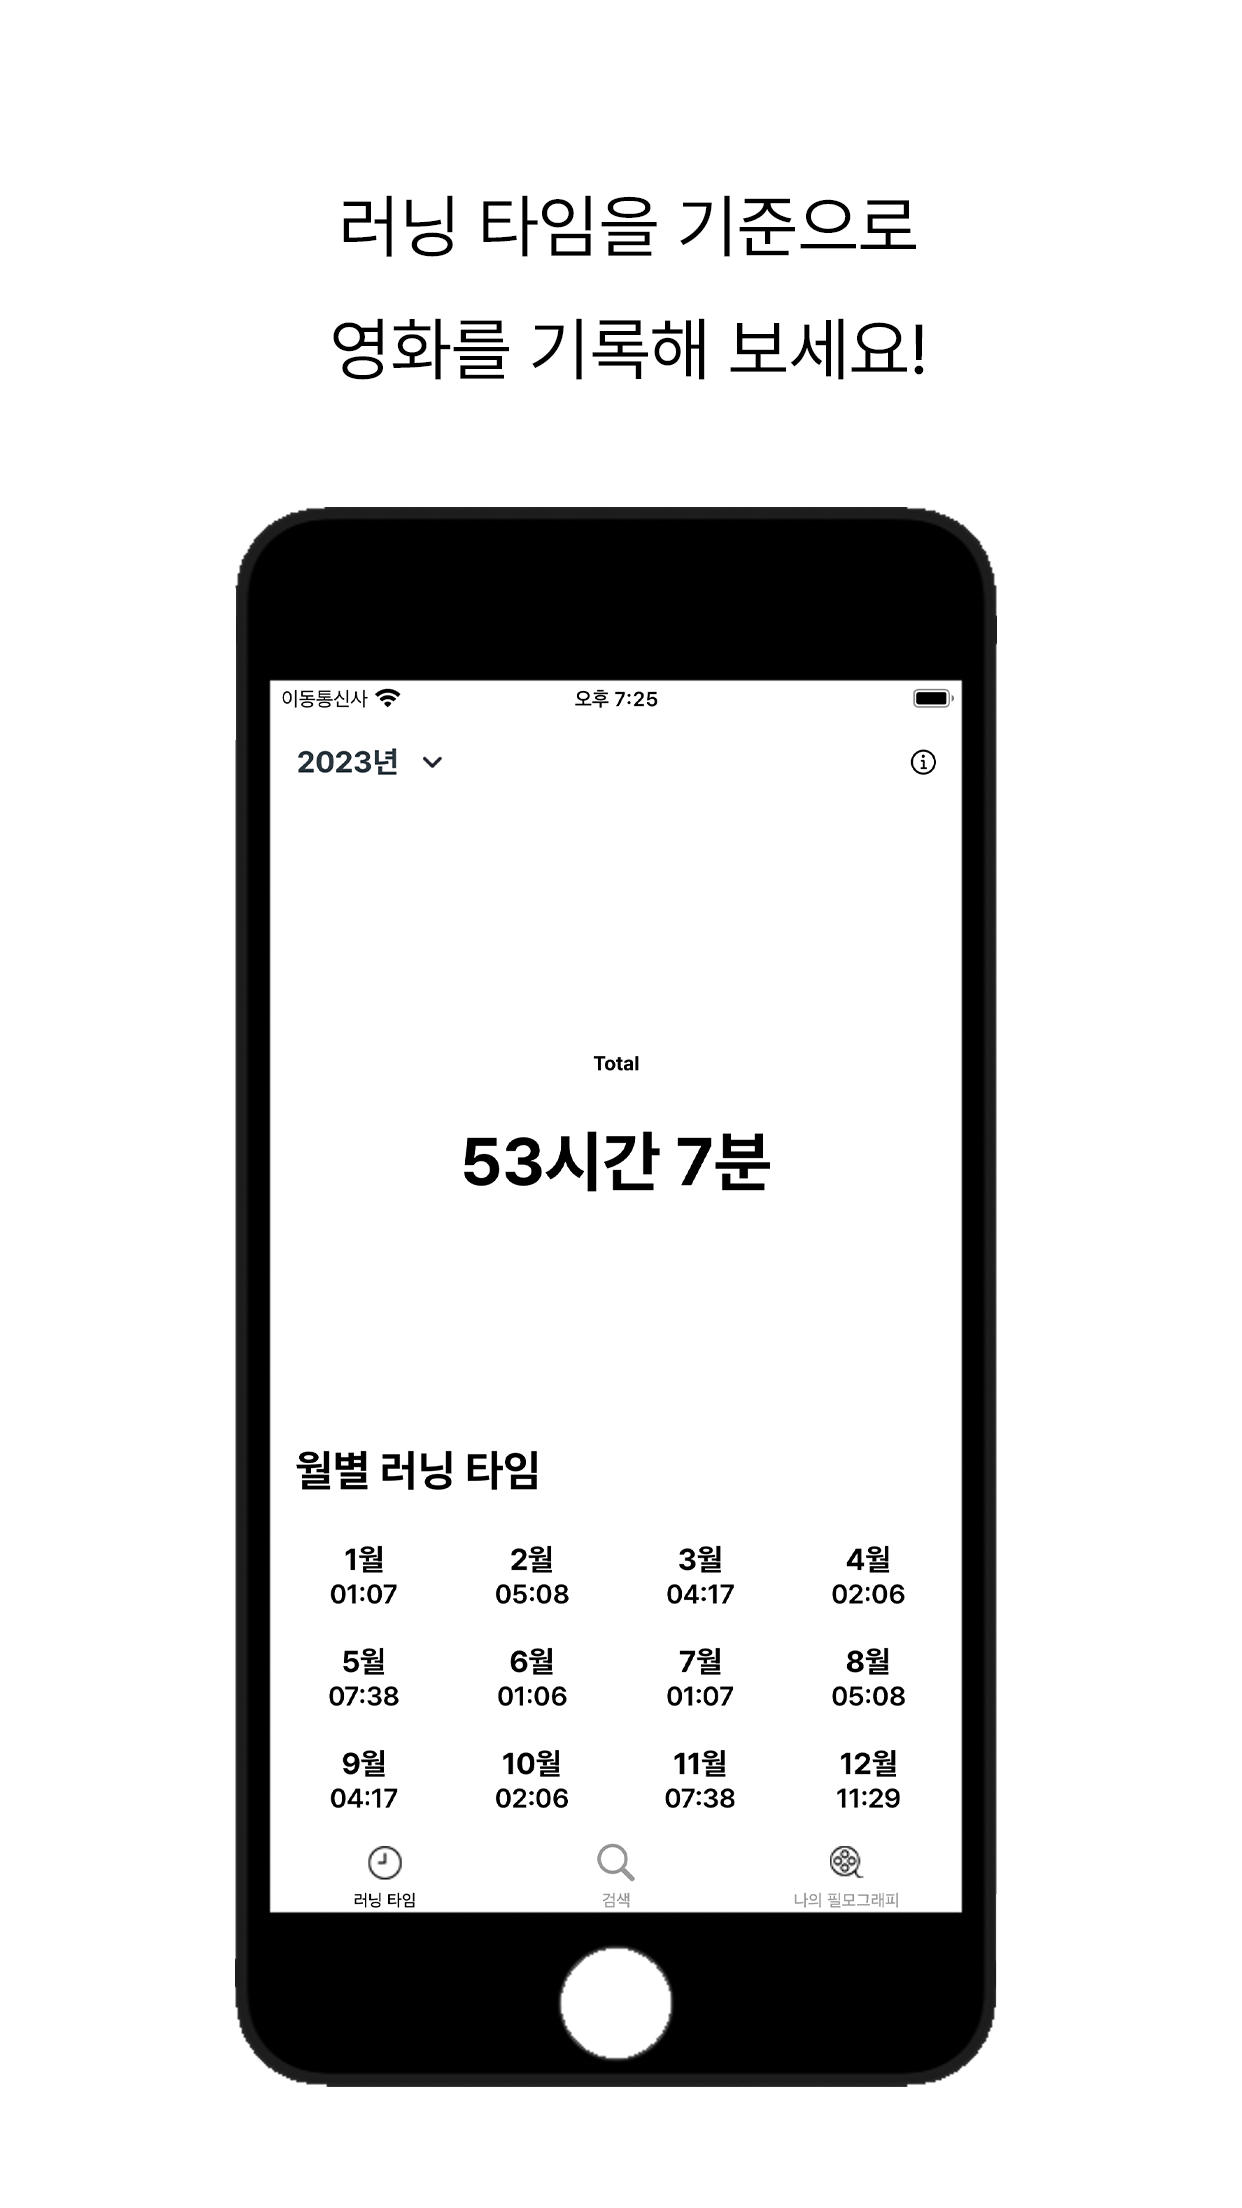 러닝 타임을 기준으로
영화를 기록해 보세요!
이동통신사 오후 7:25
2023년
Total
53시간 7분
월별 러닝 타임
1월 2월 3월 4월
01:07 05:08 04:17 02:06
5월 6월 7월 8월
07:38 01:06 01:07 05:08
9월 10월 11월 12월
04:17 02:06 07:38 11:29
러닝 타임 검색 나의 필모그래피